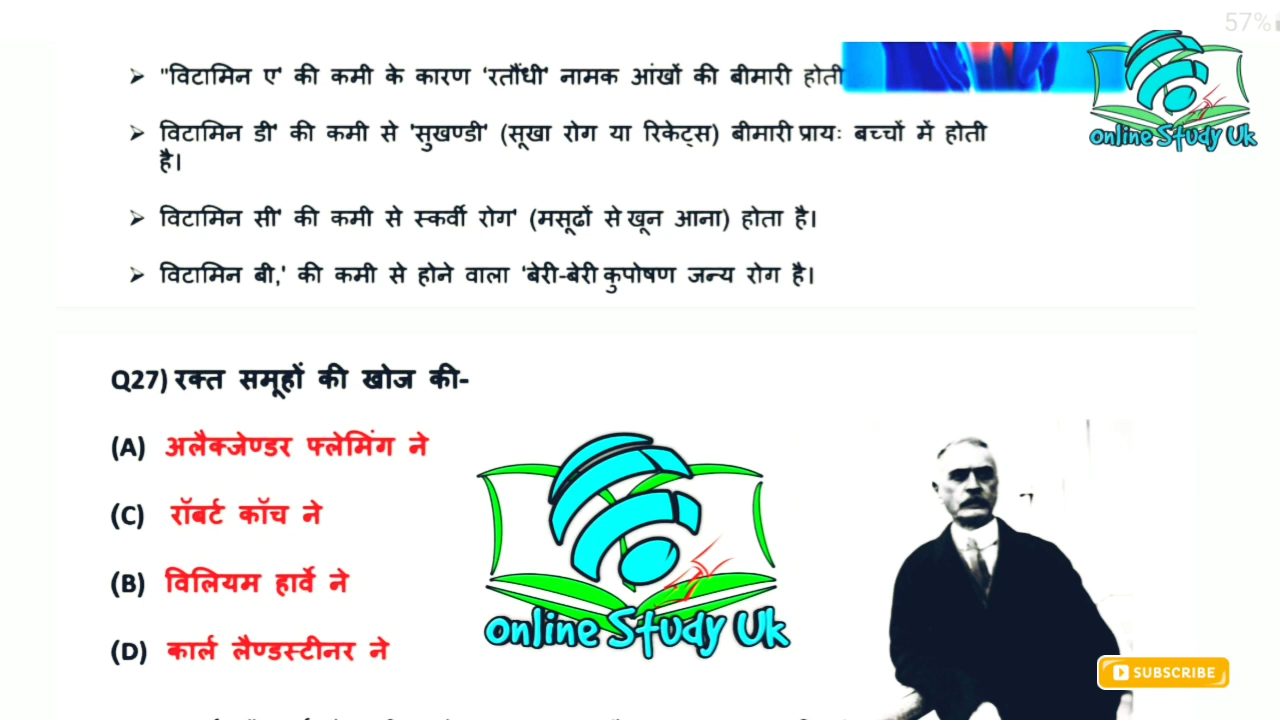 57%
➢ "विटामिन ए' की कमी के कारण 'रतौंधी' नामक आंखों की बीमारी होती
➢ विटामिन डी' की कमी से 'सुखण्डी' (सूखा रोग या रिकेट्स) बीमारी प्रायः बच्चों में होती
है।
➢ विटामिन सी' की कमी से स्कर्वी रोग' (मसूढों से खून आना) होता है।
➢ विटामिन बी,' की कमी से होने वाला 'बेरी-बेरी कुपोषण जन्य रोग है।
online Study Uk
Q27) रक्त समूहों की खोज की-
(A) अलैक्जेण्डर फ्लेमिंग ने
(C) रॉबर्ट कॉच ने
(B) विलियम हार्वे ने
(D) कार्ल लैण्डस्टीनर ने
online Study Uk
SUBSCRIBE